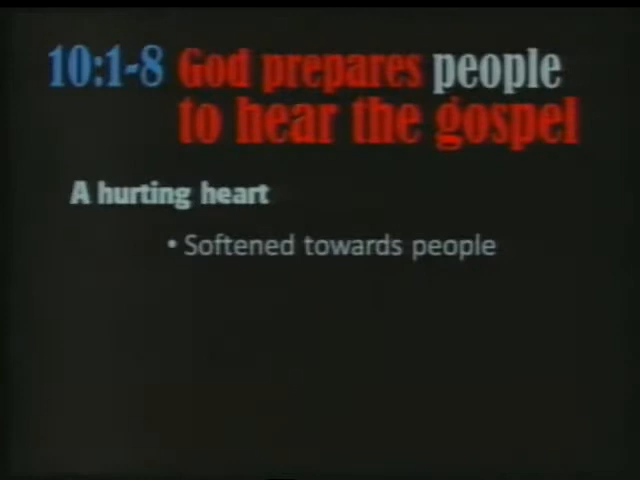 10:1-8 God prepares people
to hear the gospel
A hurting heart
• Softened towards people